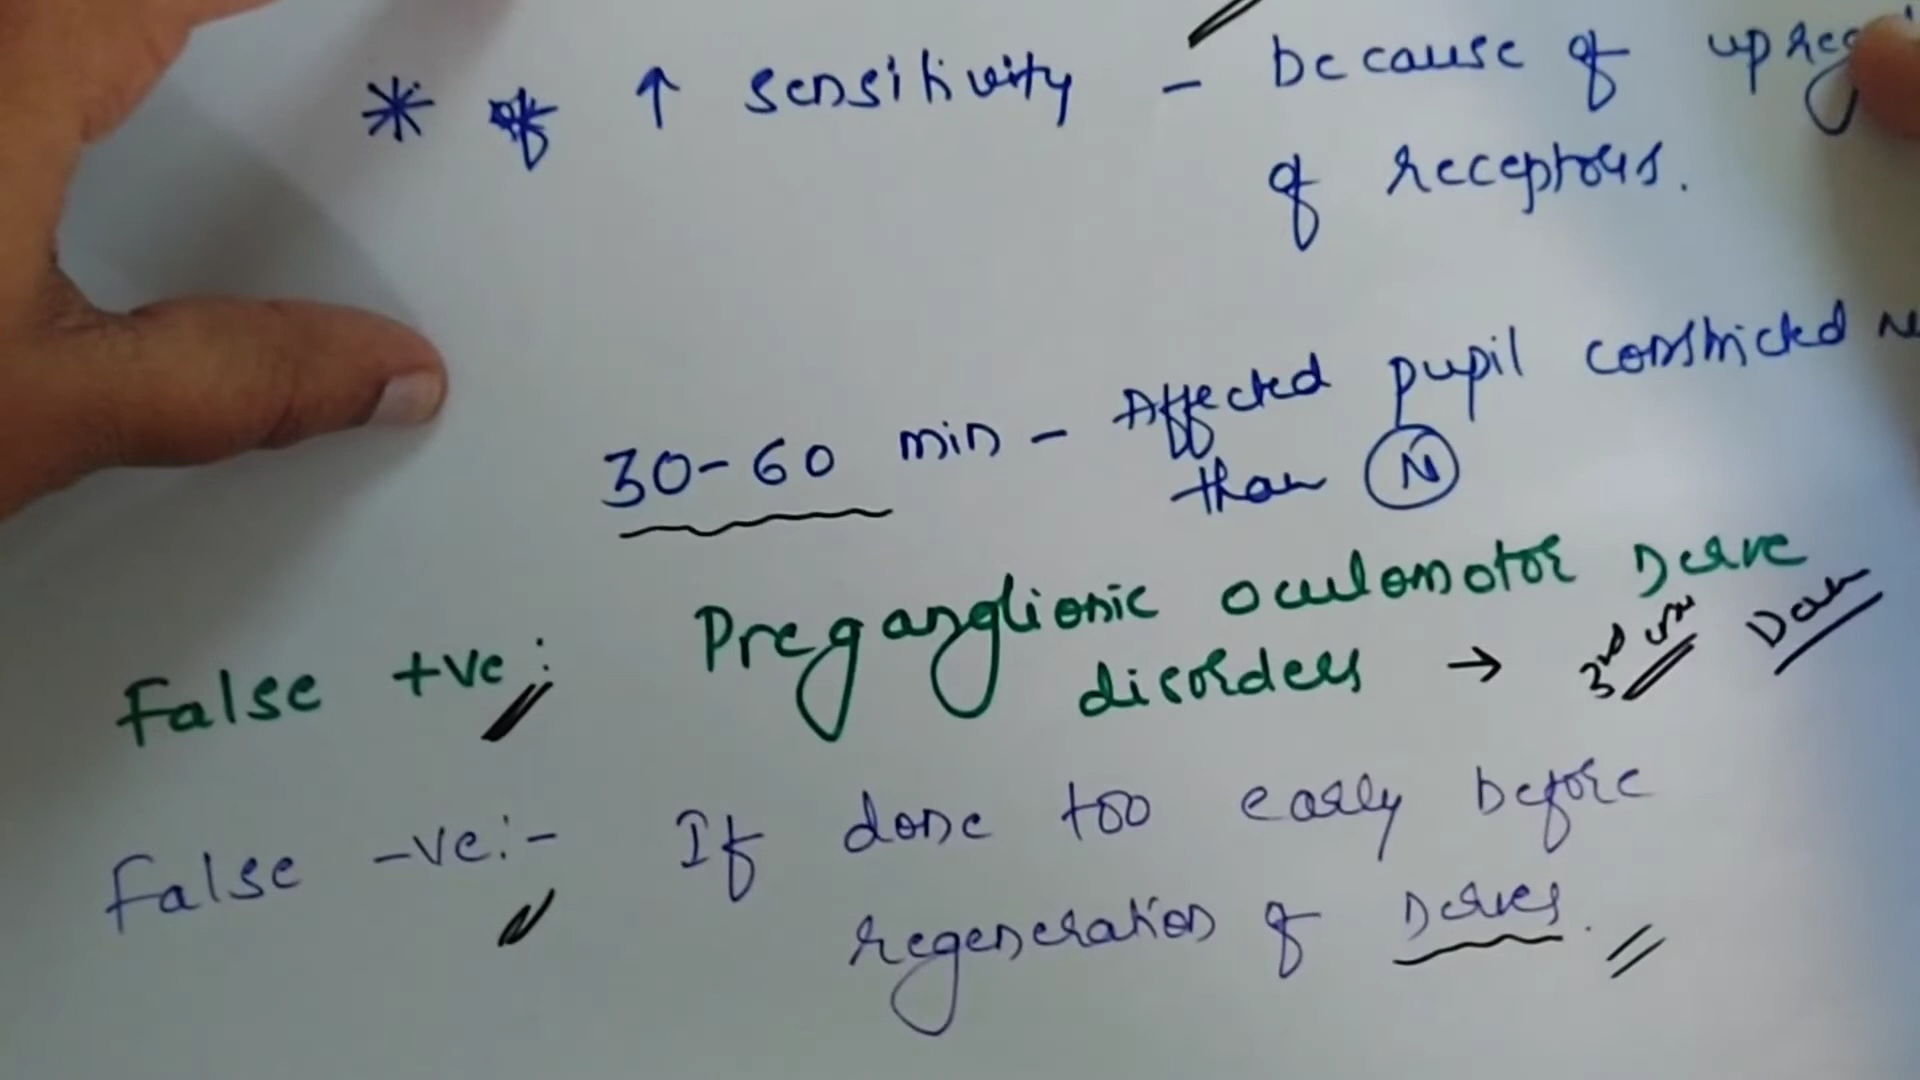 * ↑ sensitivity - because of upreg
of receptors.
30-60 min - Affected pupil constricted
than Ⓝ
False +ve: Preganglionic oculomotor nerve
disorders → 3rd
False -ve:- If done too early before
regeneration of nerves.